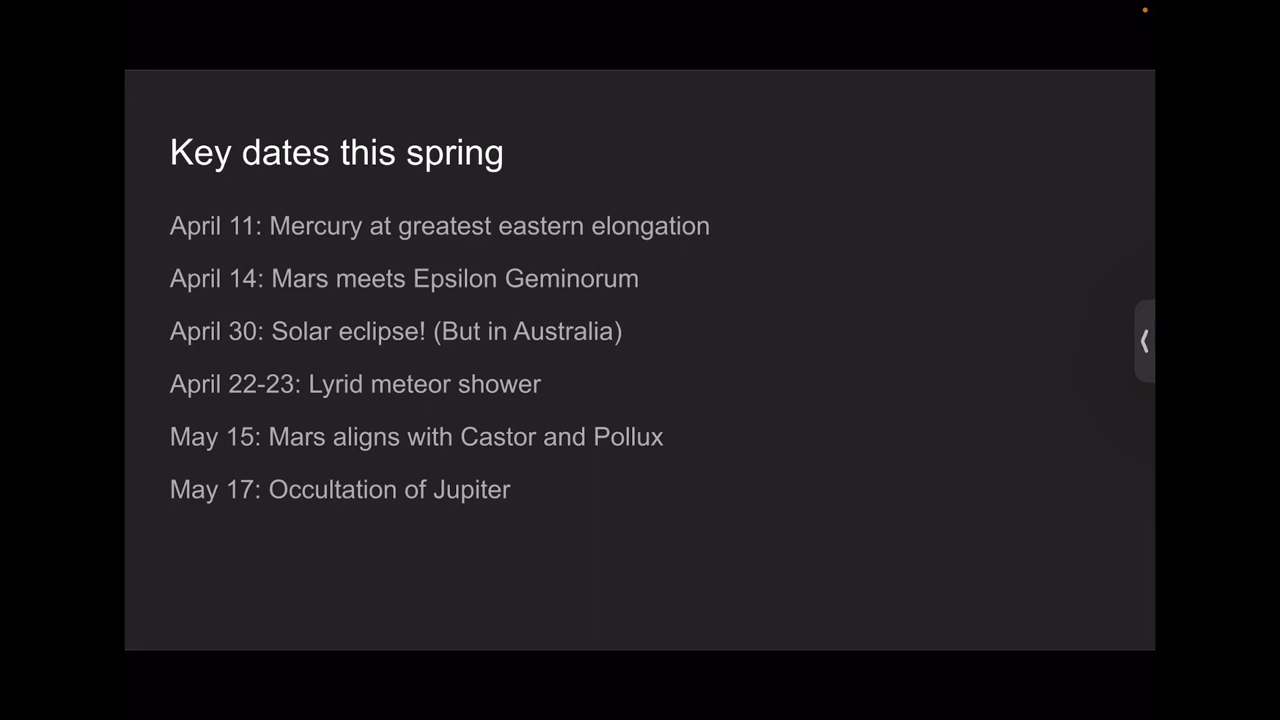 Key dates this spring
April 11: Mercury at greatest eastern elongation
April 14: Mars meets Epsilon Geminorum
April 30: Solar eclipse! (But in Australia)
April 22-23: Lyrid meteor shower
May 15: Mars aligns with Castor and Pollux
May 17: Occultation of Jupiter